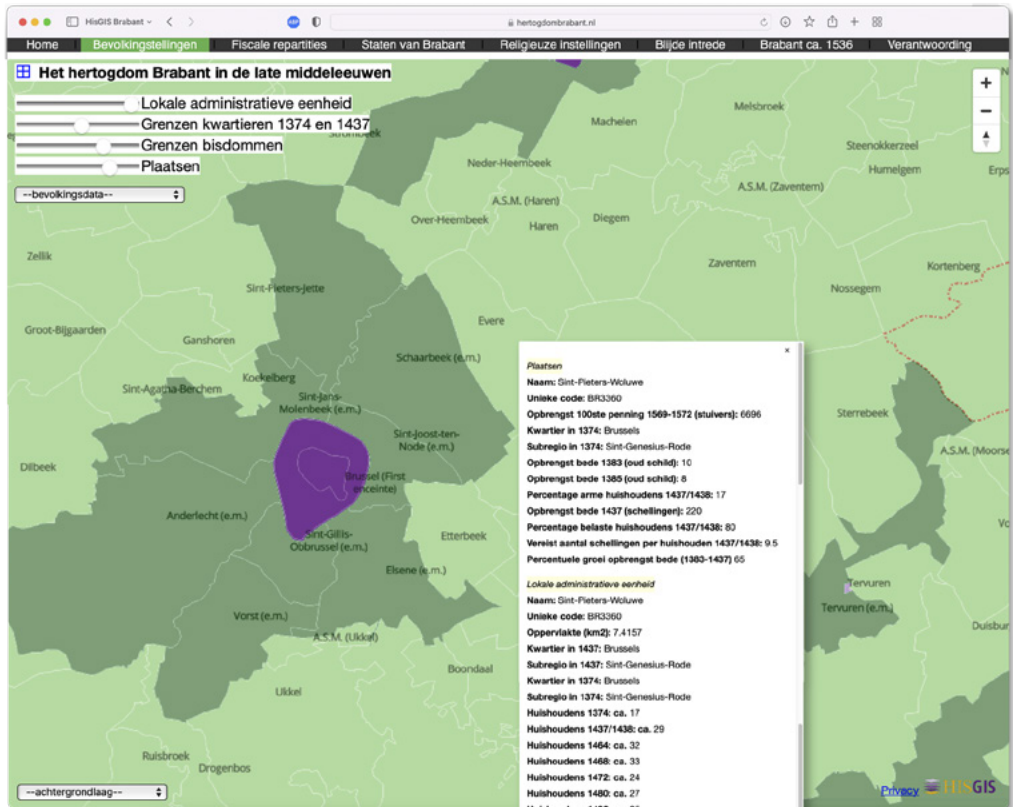 HisGIS Brabant
ABP
hertogdombrabant.nl
Home
Bevolkingstellingen
Fiscale repartities
Staten van Brabant
Religieuze instellingen
Blijde intrede
Brabant ca. 1536
Verantwoording
Het hertogdom Brabant in de late middeleeuwen
Lokale administratieve eenheid
Grenzen kwartieren 1374 en 1437
Strombeek
Grenzen bisdommen
Plaatsen
--bevolkingsdata--
Melsbroek
Machelen
Steenokkerzeel
Neder-Heembeek
Humelgem
Erps
A.S.M. (Zaventem)
A.S.M. (Haren)
Over-Heembeek
Haren
Diegem
Zellik
Zaventem
Kortenberg
Sint-Pieters-Jette
Nossegem
Groot-Bijgaarden
Evere
Ganshoren
Schaarbeek (e.m.)
Koekelberg
Sint-Agatha-Berchem
Sint-Jans-
Molenbeek (e.m.)
Sterrebeek
Sint-Joost-ten-
Node (e.m.)
A.S.M. (Moorse
Dilbeek
Brussel (First
enceinte)
Anderlecht (e.m.)
Sint-Gillis-
Obbrussel (e.m.)
Etterbeek
Elsene (e.m.)
Tervuren
Tervuren (e.m.)
Vorst (e.m.)
Duisbur
A.S.M. (Ukkel)
Boondaal
Ukkel
Ruisbroek
Drogenbos
Plaatsen
Naam: Sint-Pieters-Woluwe
Unieke code: BR3360
Opbrengst 100ste penning 1569-1572 (stuivers): 6696
Kwartier in 1374: Brussels
Subregio in 1374: Sint-Genesius-Rode
Opbrengst bede 1383 (oud schild): 10
Opbrengst bede 1385 (oud schild): 8
Percentage arme huishoudens 1437/1438: 17
Opbrengst bede 1437 (schellingen): 220
Percentage belaste huishoudens 1437/1438: 80
Vereist aantal schellingen per huishouden 1437/1438: 9.5
Percentuele groei opbrengst bede (1383-1437) 65
Lokale administratieve eenheid
Naam: Sint-Pieters-Woluwe
Unieke code: BR3360
Oppervlakte (km2): 7.4157
Kwartier in 1437: Brussels
Subregio in 1437: Sint-Genesius-Rode
Kwartier in 1374: Brussels
Subregio in 1374: Sint-Genesius-Rode
Huishoudens 1374: ca. 17
Huishoudens 1437/1438: ca. 29
Huishoudens 1464: ca. 32
Huishoudens 1468: ca. 33
Huishoudens 1472: ca. 24
Huishoudens 1480: ca. 27
--achtergrondlaag--
Privacy
HISGIS